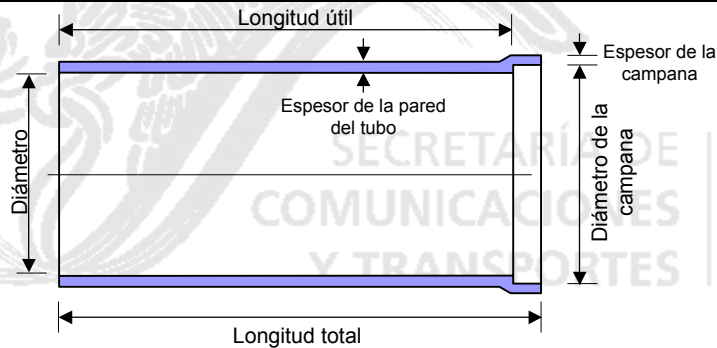 Longitud útil
Espesor de la
campana
Espesor de la pared
del tubo
Diámetro
Diámetro de la
campana
SECRETARÍA DE
COMUNICACIONES
Y TRANSPORTES
Longitud total